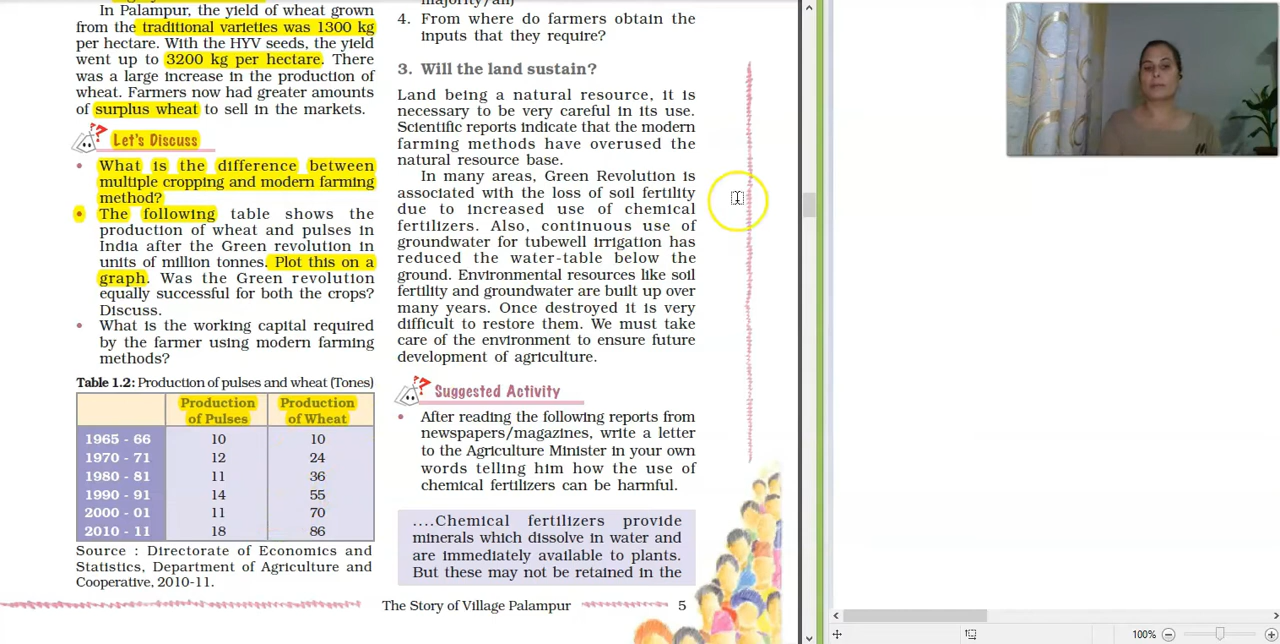 In Palampur, the yield of wheat grown
from the traditional varieties was 1300 kg
per hectare. With the HYV seeds, the yield
went up to 3200 kg per hectare. There
was a large increase in the production of
wheat. Farmers now had greater amounts
of surplus wheat to sell in the markets.
Let's Discuss
• What is the difference between
multiple cropping and modern farming
method?
• The following table shows the
production of wheat and pulses in
India after the Green revolution in
units of million tonnes. Plot this on a
graph. Was the Green revolution
equally successful for both the crops?
Discuss.
• What is the working capital required
by the farmer using modern farming
methods?
Table 1.2: Production of pulses and wheat (Tones)
Production of Pulses Production of Wheat
1965 - 66 10 10
1970 - 71 12 24
1980 - 81 11 36
1990 - 91 14 55
2000 - 01 11 70
2010 - 11 18 86
Source : Directorate of Economics and
Statistics, Department of Agriculture and
Cooperative, 2010-11.
majority/all)
4. From where do farmers obtain the
inputs that they require?
3. Will the land sustain?
Land being a natural resource, it is
necessary to be very careful in its use.
Scientific reports indicate that the modern
farming methods have overused the
natural resource base.
In many areas, Green Revolution is
associated with the loss of soil fertility
due to increased use of chemical
fertilizers. Also, continuous use of
groundwater for tubewell irrigation has
reduced the water-table below the
ground. Environmental resources like soil
fertility and groundwater are built up over
many years. Once destroyed it is very
difficult to restore them. We must take
care of the environment to ensure future
development of agriculture.
Suggested Activity
• After reading the following reports from
newspapers/magazines, write a letter
to the Agriculture Minister in your own
words telling him how the use of
chemical fertilizers can be harmful.
....Chemical fertilizers provide
minerals which dissolve in water and
are immediately available to plants.
But these may not be retained in the
The Story of Village Palampur 5
100%